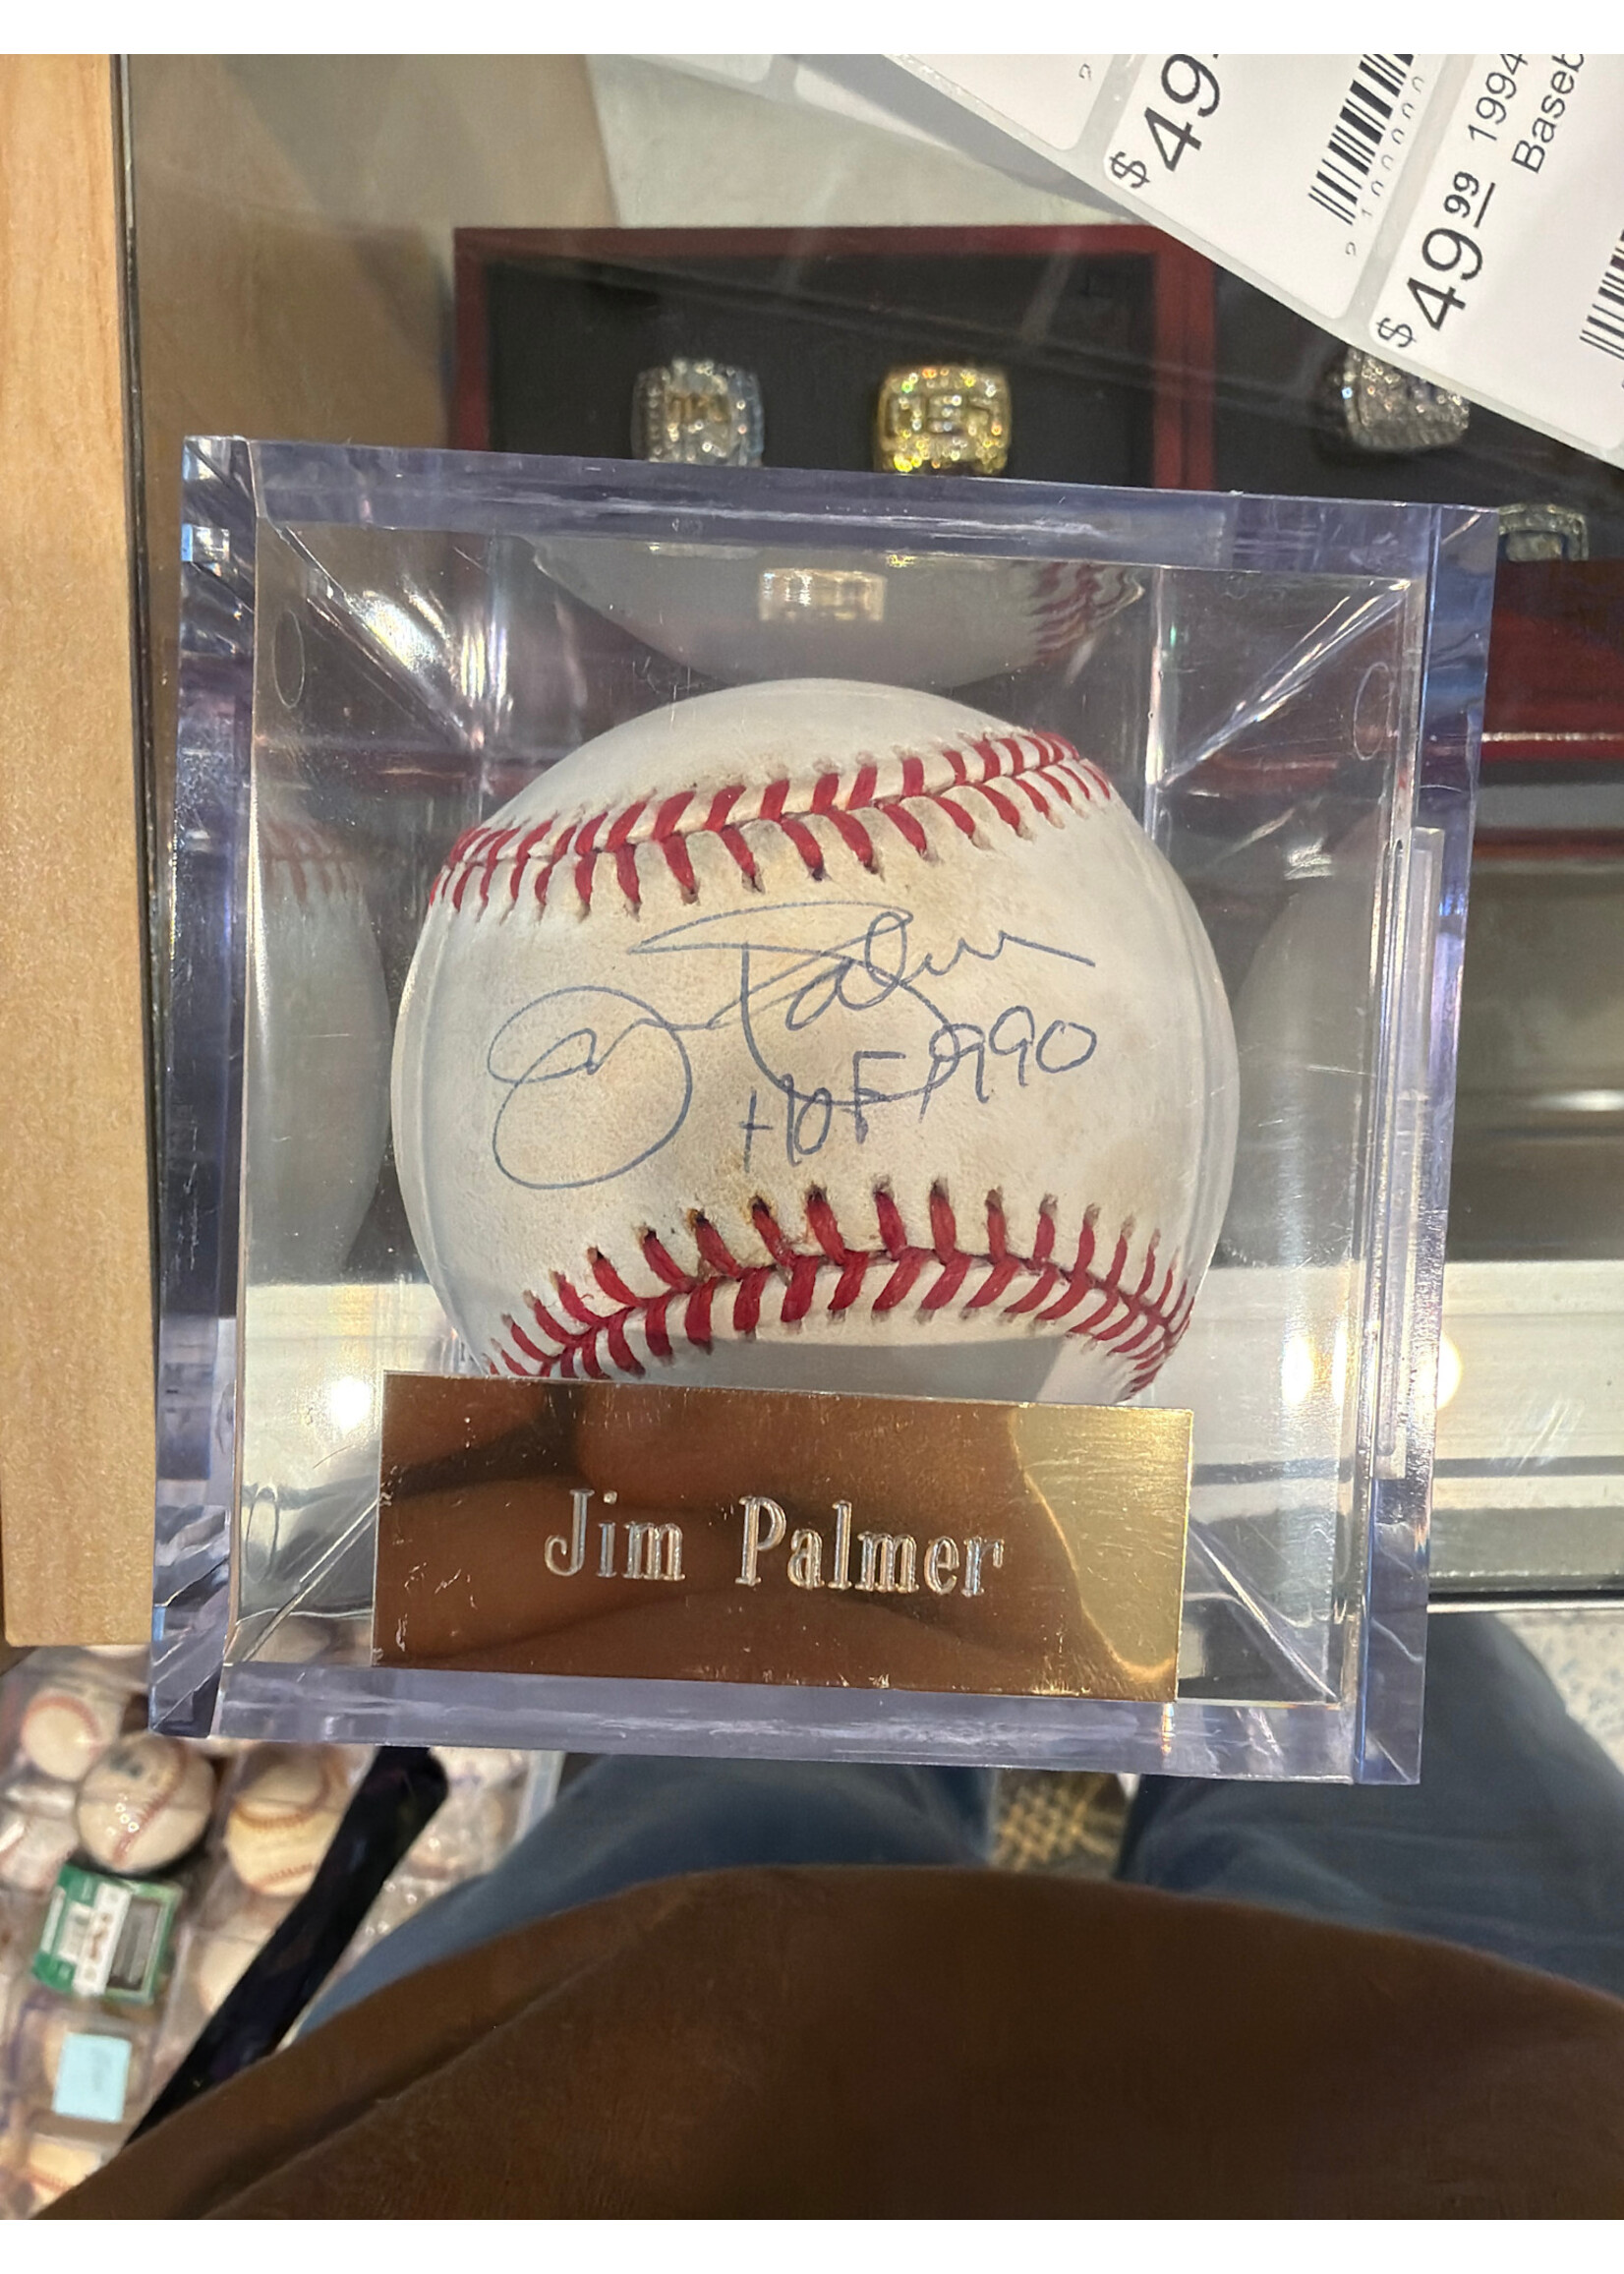 $49.
$49.99 1994
Baseb
Jim Palmer
HOF 1990
Jim Palmer